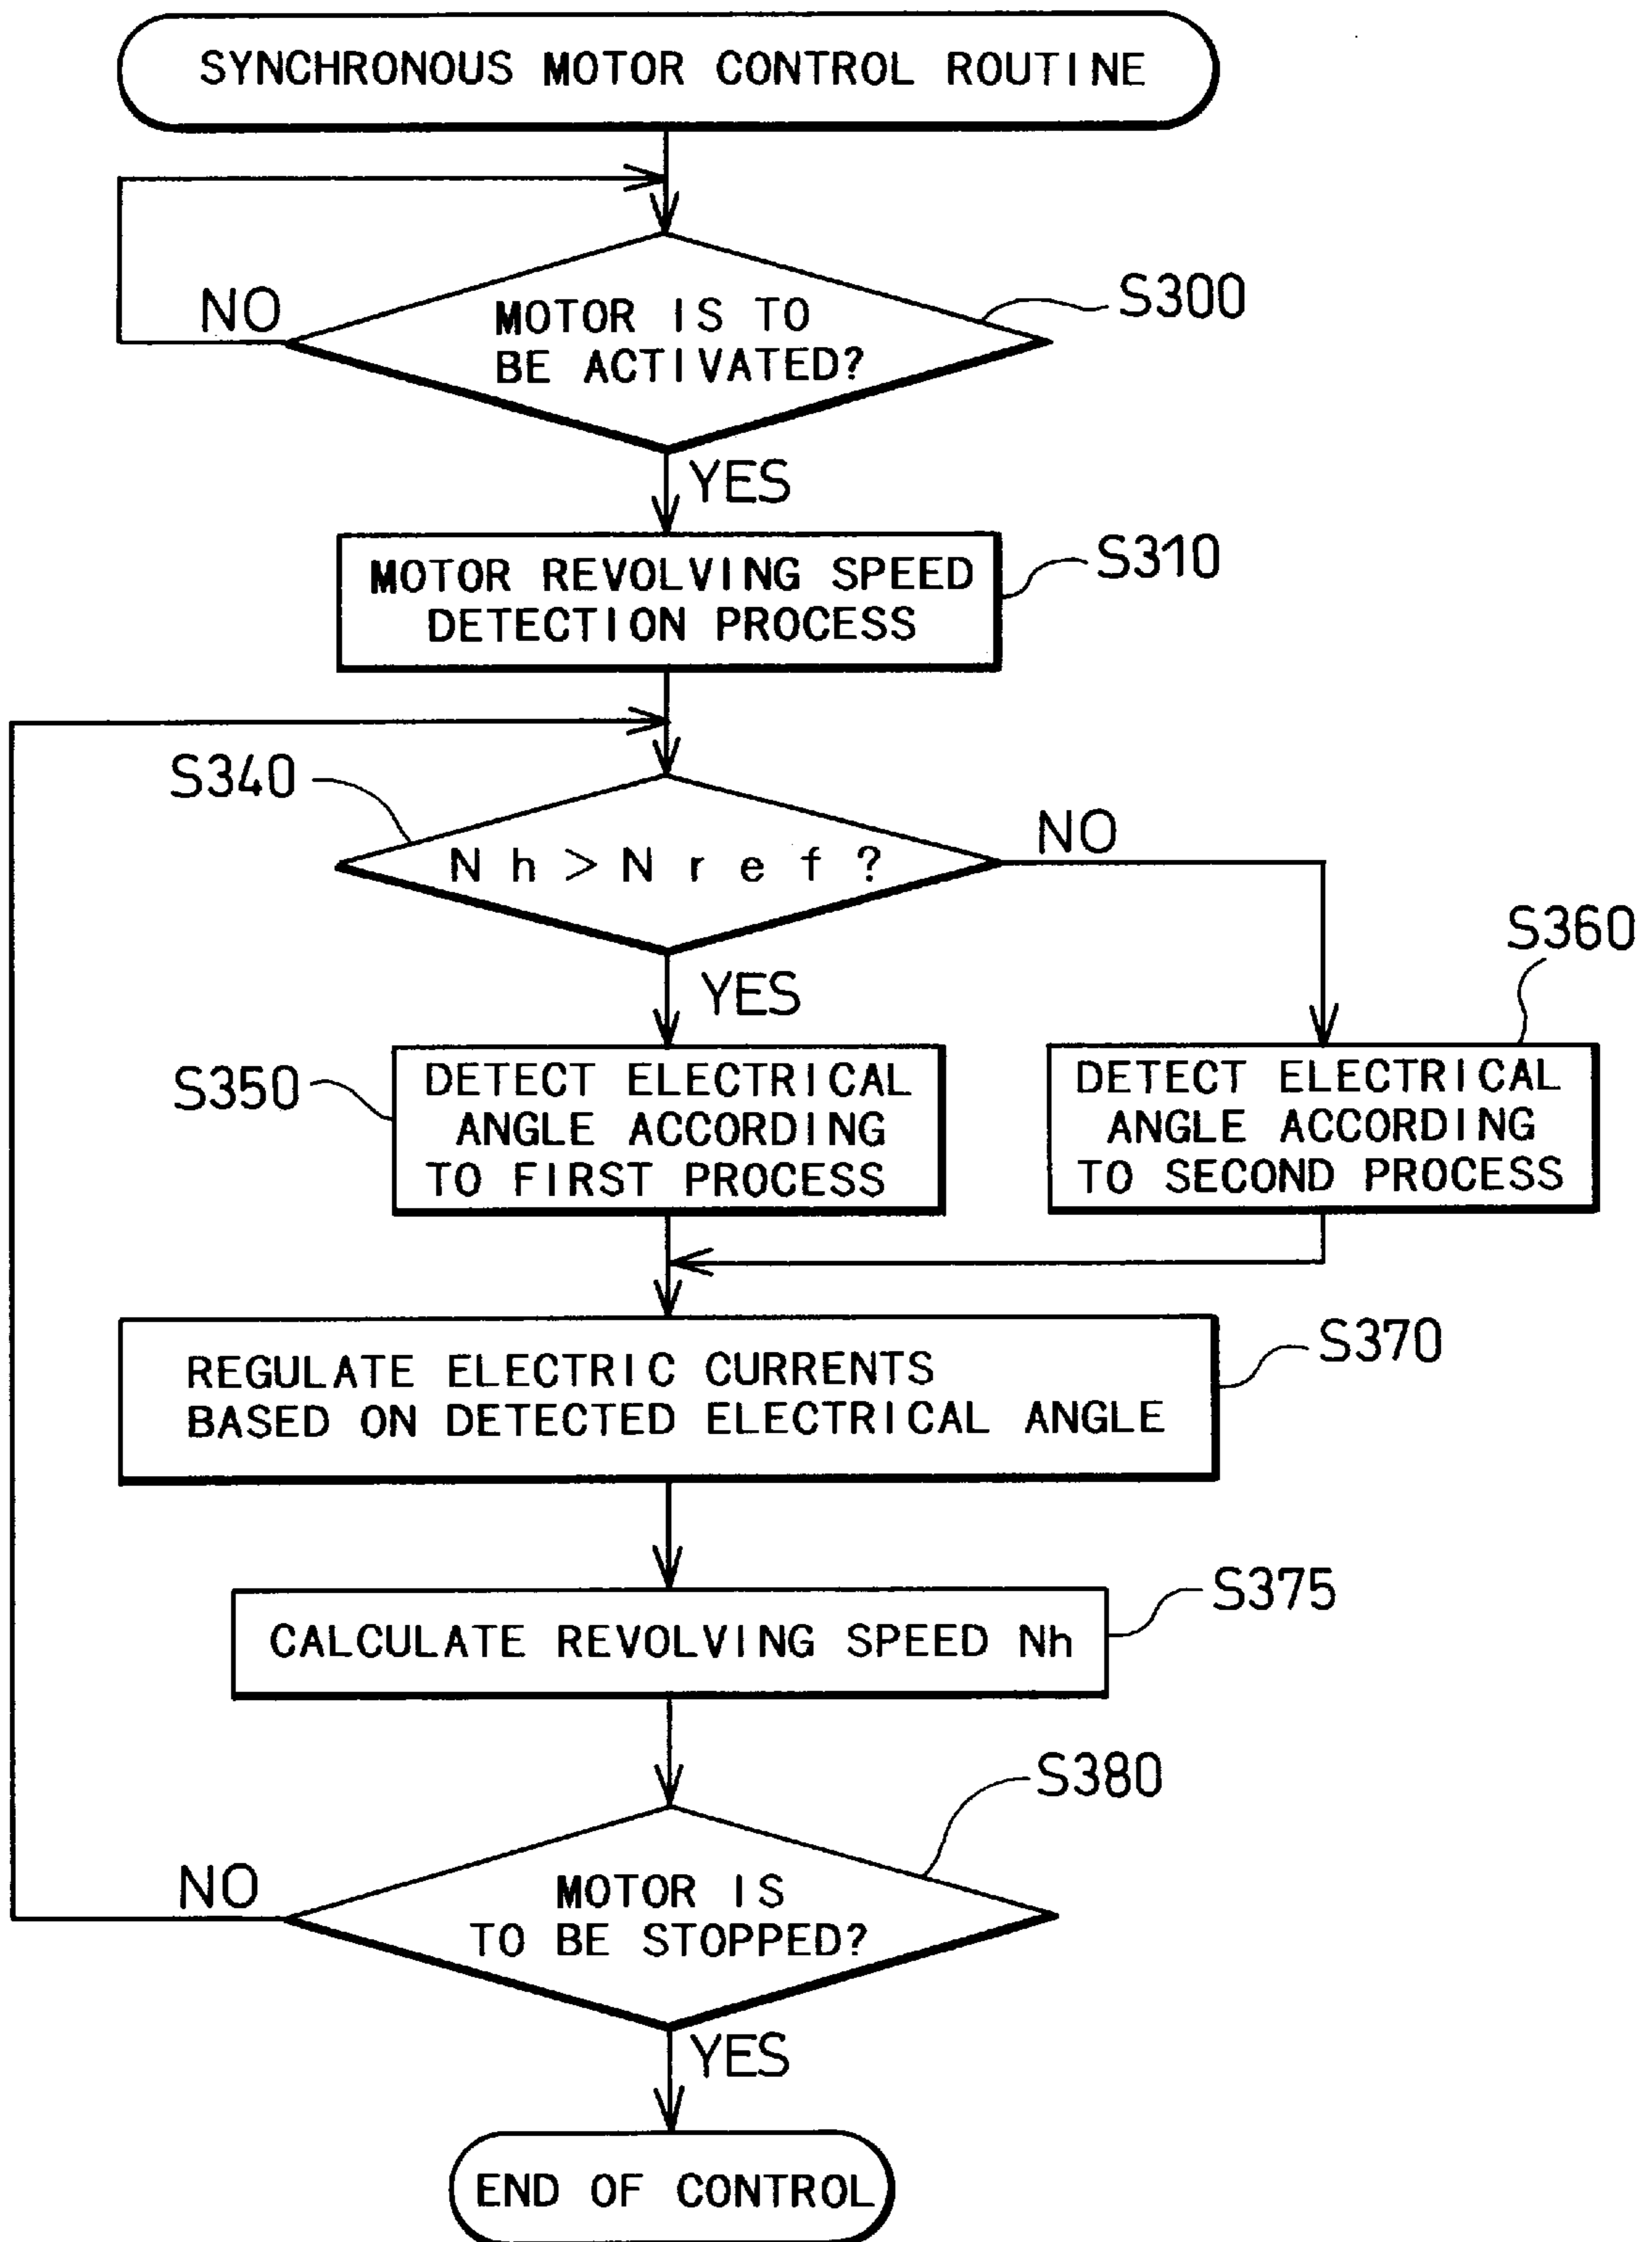 SYNCHRONOUS MOTOR CONTROL ROUTINE
NO
MOTOR IS TO
BE ACTIVATED?
S300
YES
MOTOR REVOLVING SPEED
DETECTION PROCESS
S310
S340
Nh>Nref?
NO
YES
S360
S350
DETECT ELECTRICAL
ANGLE ACCORDING
TO FIRST PROCESS
DETECT ELECTRICAL
ANGLE ACCORDING
TO SECOND PROCESS
REGULATE ELECTRIC CURRENTS
BASED ON DETECTED ELECTRICAL ANGLE
S370
CALCULATE REVOLVING SPEED Nh
S375
S380
NO
MOTOR IS
TO BE STOPPED?
YES
END OF CONTROL